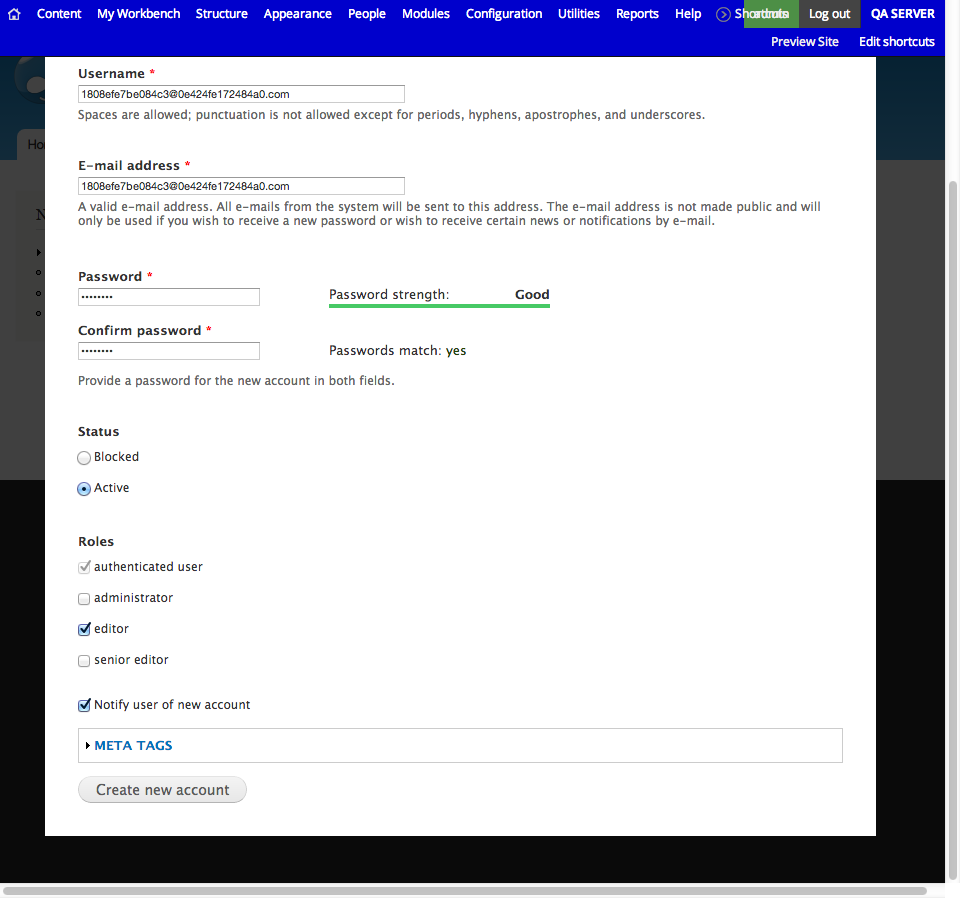 Content My Workbench Structure Appearance People Modules Configuration Utilities Reports Help Shortcuts Log out QA SERVER
Preview Site Edit shortcuts
Username *
1808efe7be084c3@0e424fe172484a0.com
Spaces are allowed; punctuation is not allowed except for periods, hyphens, apostrophes, and underscores.
E-mail address *
1808efe7be084c3@0e424fe172484a0.com
A valid e-mail address. All e-mails from the system will be sent to this address. The e-mail address is not made public and will
only be used if you wish to receive a new password or wish to receive certain news or notifications by e-mail.
Password *
Password strength: Good
Confirm password *
Passwords match: yes
Provide a password for the new account in both fields.
Status
Blocked
Active
Roles
authenticated user
administrator
editor
senior editor
Notify user of new account
META TAGS
Create new account